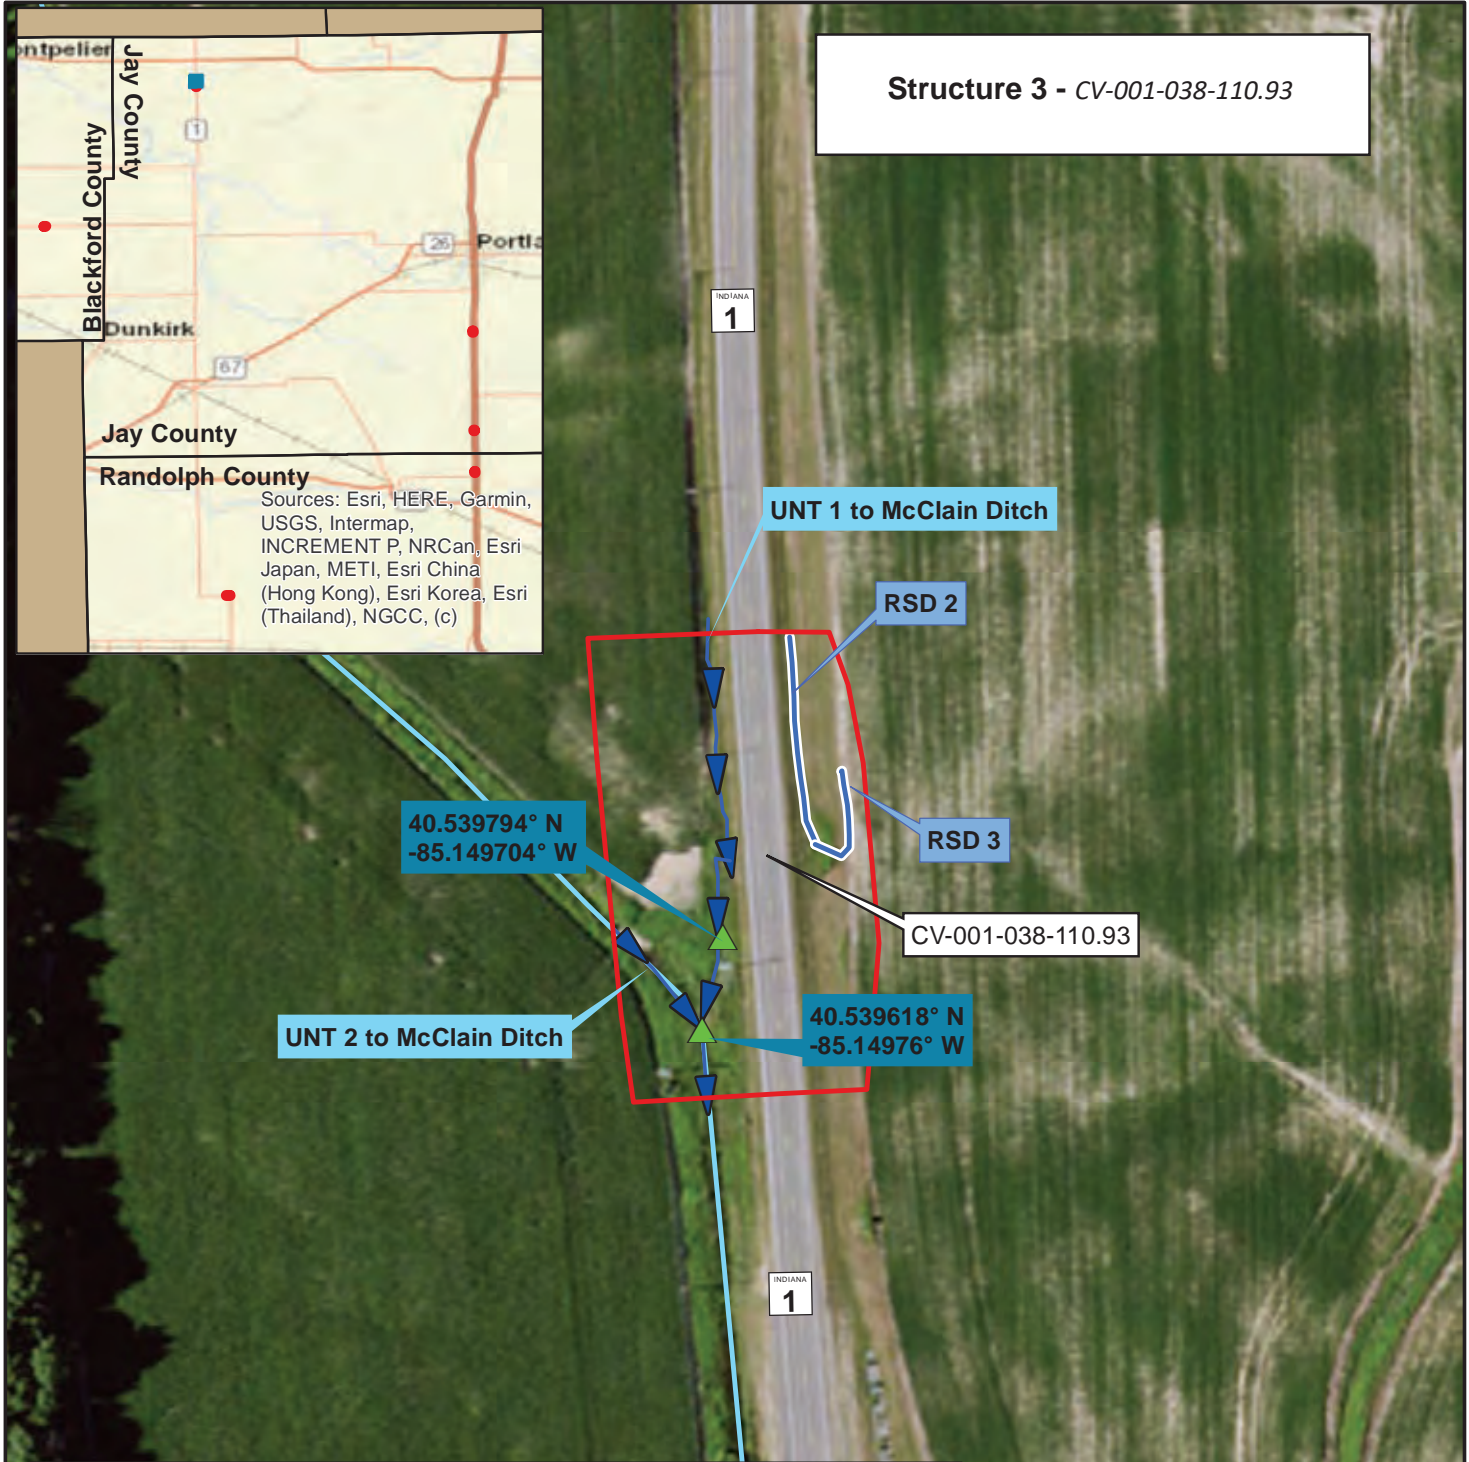 Structure 3 - CV-001-038-110.93
ontpelier
Jay County
1
Blackford County
26
Portla
Dunkirk
67
Jay County
Randolph County
Sources: Esri, HERE, Garmin,
USGS, Intermap,
INCREMENT P, NRCan, Esri
Japan, METI, Esri China
(Hong Kong), Esri Korea, Esri
(Thailand), NGCC, (c)
INDIANA
1
UNT 1 to McClain Ditch
RSD 2
40.539794° N
-85.149704° W
RSD 3
CV-001-038-110.93
UNT 2 to McClain Ditch
40.539618° N
-85.14976° W
INDIANA
1